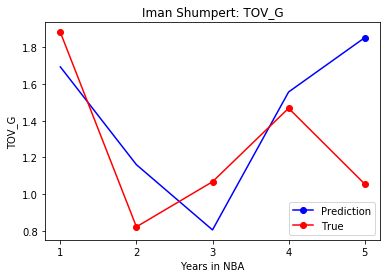 Iman Shumpert: TOV_G
TOV_G
1.8
1.6
1.4
1.2
1.0
0.8
1
2
3
4
5
Years in NBA
Prediction
True